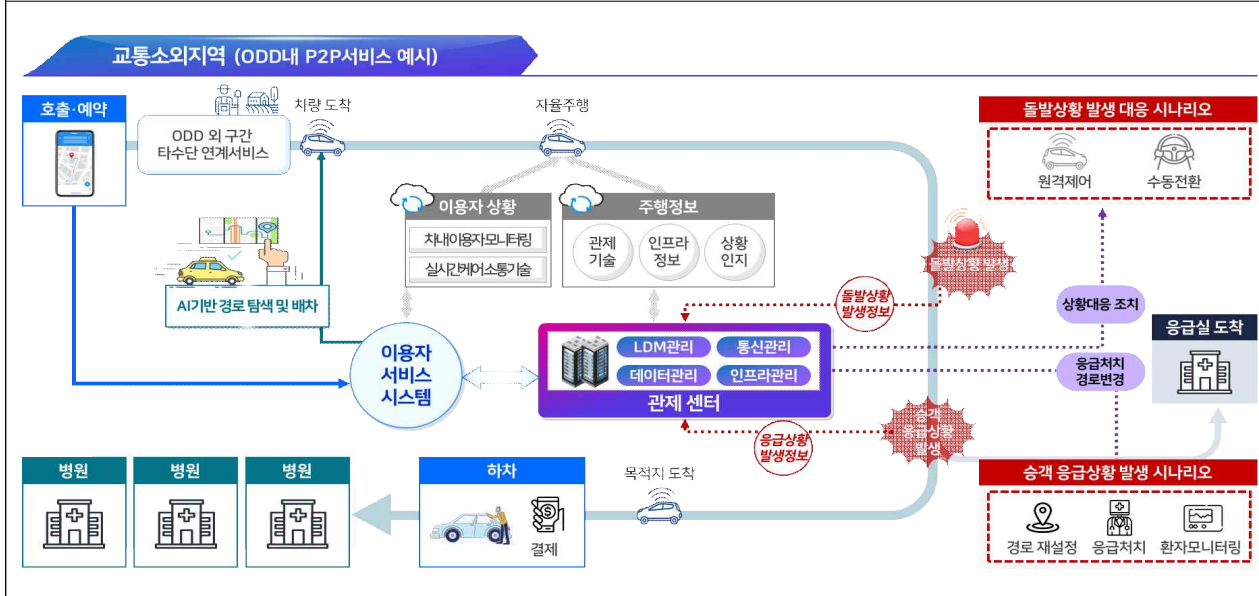 교통소외지역 (ODD내 P2P서비스 예시)
호출·예약
ODD 외 구간
타수단 연계서비스
차량 도착
자율주행
돌발상황 발생 대응 시나리오
원격제어
수동전환
이용자 상황
차내이용자모니터링
실시간케어소통기술
주행정보
관제
기술
인프라
정보
상황
인지
돌발상황 발생
돌발상황
발생정보
AI기반 경로 탐색 및 배차
상황대응 조치
이용자
서비스
시스템
LDM관리
통신관리
데이터관리
인프라관리
관제 센터
응급처치
경로변경
응급실 도착
승객
응급상황
발생
응급상황
발생정보
병원
병원
병원
하차
결제
목적지 도착
승객 응급상황 발생 시나리오
경로 재설정
응급처치
환자모니터링